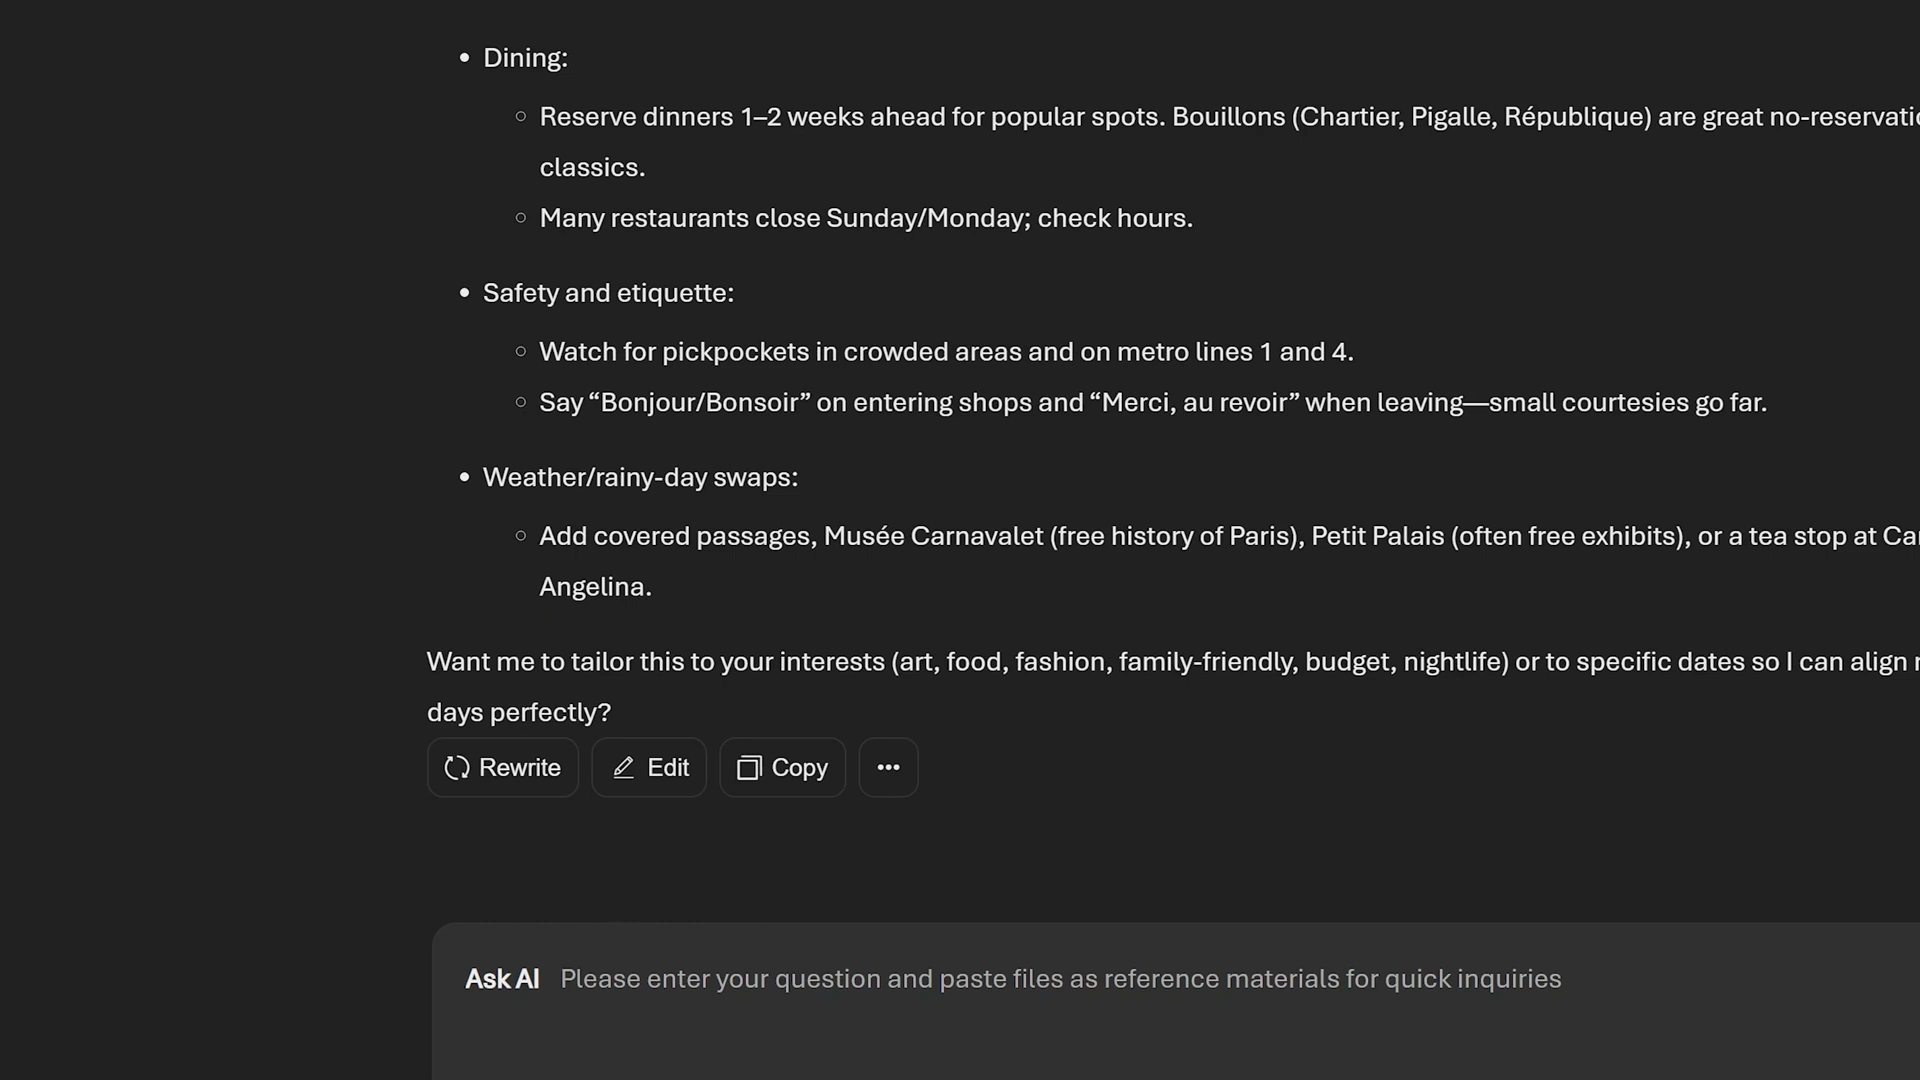 Dining:
Reserve dinners 1–2 weeks ahead for popular spots. Bouillons (Chartier, Pigalle, République) are great
classics.
Many restaurants close Sunday/Monday; check hours.
Safety and etiquette:
Watch for pickpockets in crowded areas and on metro lines 1 and 4.
Say “Bonjour/Bonsoir” on entering shops and “Merci, au revoir” when leaving—small courtesies go far.
Weather/rainy-day swaps:
Add covered passages, Musée Carnavalet (free history of Paris), Petit Palais (often free exhibits), or a tea stop at
Angelina.
Want me to tailor this to your interests (art, food, fashion, family-friendly, budget, nightlife) or to specific dates so I can align
days perfectly?
Rewrite Edit Copy
Ask AI Please enter your question and paste files as reference materials for quick inquiries